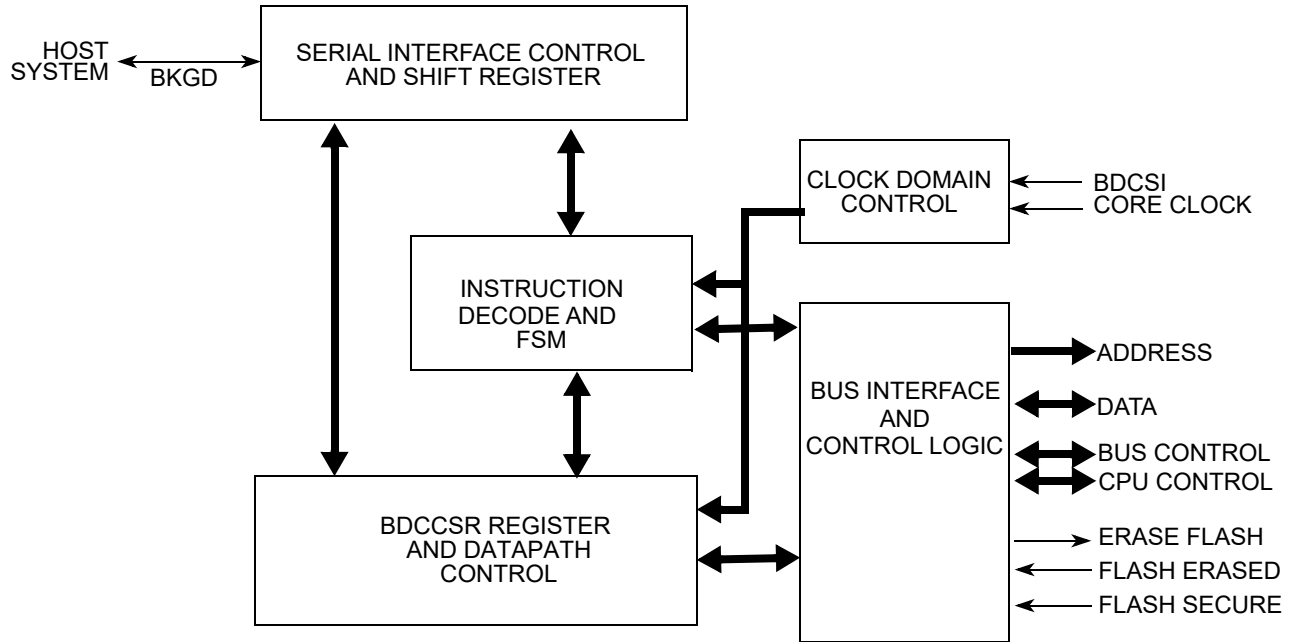 HOST
SYSTEM
BKGD
SERIAL INTERFACE CONTROL
AND SHIFT REGISTER
CLOCK DOMAIN
CONTROL
BDCSI
CORE CLOCK
INSTRUCTION
DECODE AND
FSM
BUS INTERFACE
AND
CONTROL LOGIC
ADDRESS
DATA
BUS CONTROL
CPU CONTROL
BDCCSR REGISTER
AND DATAPATH
CONTROL
ERASE FLASH
FLASH ERASED
FLASH SECURE